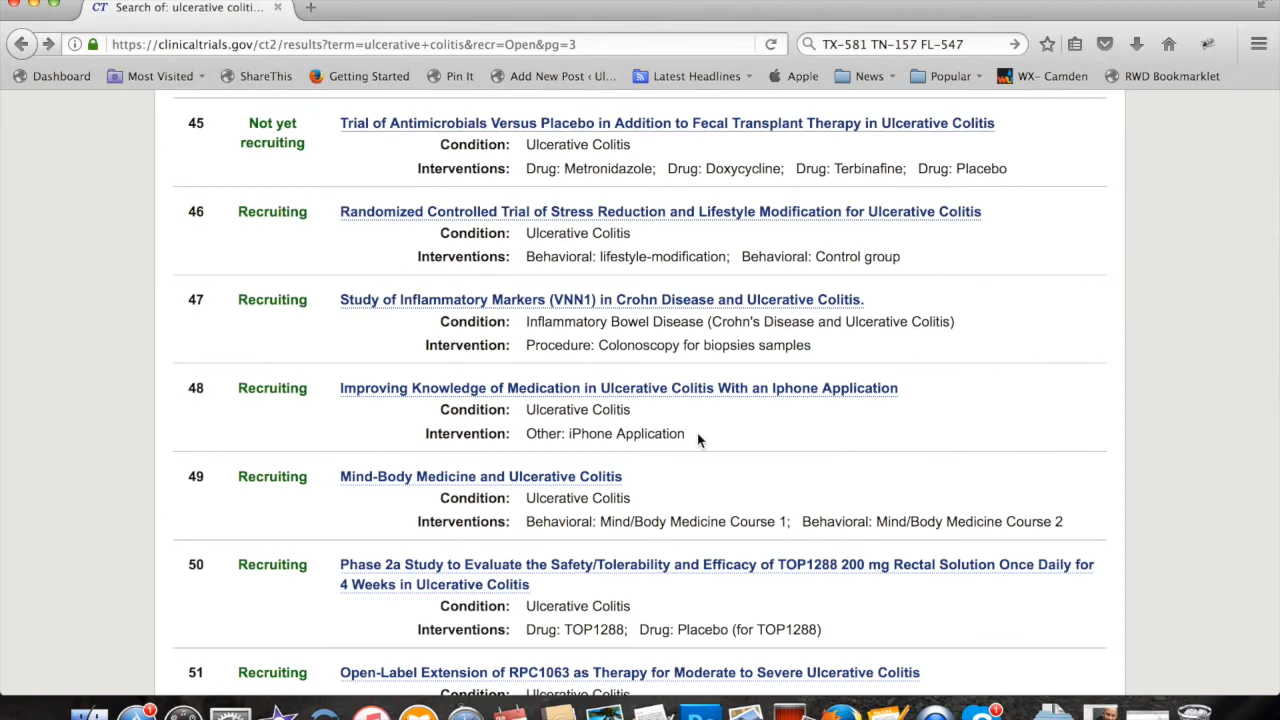 CT Search of: ulcerative coliti...
https://clinicaltrials.gov/ct2/results?term=ulcerative+colitis&recr=Open&pg=3
TX-581 TN-157 FL-547
Dashboard Most Visited ShareThis Getting Started Pin It Add New Post ‹ Ul... Latest Headlines Apple News Popular WX- Camden RWD Bookmarklet
45 Not yet recruiting Trial of Antimicrobials Versus Placebo in Addition to Fecal Transplant Therapy in Ulcerative Colitis
Condition: Ulcerative Colitis
Interventions: Drug: Metronidazole; Drug: Doxycycline; Drug: Terbinafine; Drug: Placebo
46 Recruiting Randomized Controlled Trial of Stress Reduction and Lifestyle Modification for Ulcerative Colitis
Condition: Ulcerative Colitis
Interventions: Behavioral: lifestyle-modification; Behavioral: Control group
47 Recruiting Study of Inflammatory Markers (VNN1) in Crohn Disease and Ulcerative Colitis.
Condition: Inflammatory Bowel Disease (Crohn's Disease and Ulcerative Colitis)
Intervention: Procedure: Colonoscopy for biopsies samples
48 Recruiting Improving Knowledge of Medication in Ulcerative Colitis With an Iphone Application
Condition: Ulcerative Colitis
Intervention: Other: iPhone Application
49 Recruiting Mind-Body Medicine and Ulcerative Colitis
Condition: Ulcerative Colitis
Interventions: Behavioral: Mind/Body Medicine Course 1; Behavioral: Mind/Body Medicine Course 2
50 Recruiting Phase 2a Study to Evaluate the Safety/Tolerability and Efficacy of TOP1288 200 mg Rectal Solution Once Daily for
4 Weeks in Ulcerative Colitis
Condition: Ulcerative Colitis
Interventions: Drug: TOP1288; Drug: Placebo (for TOP1288)
51 Recruiting Open-Label Extension of RPC1063 as Therapy for Moderate to Severe Ulcerative Colitis
Condition: Ulcerative Colitis
1 1